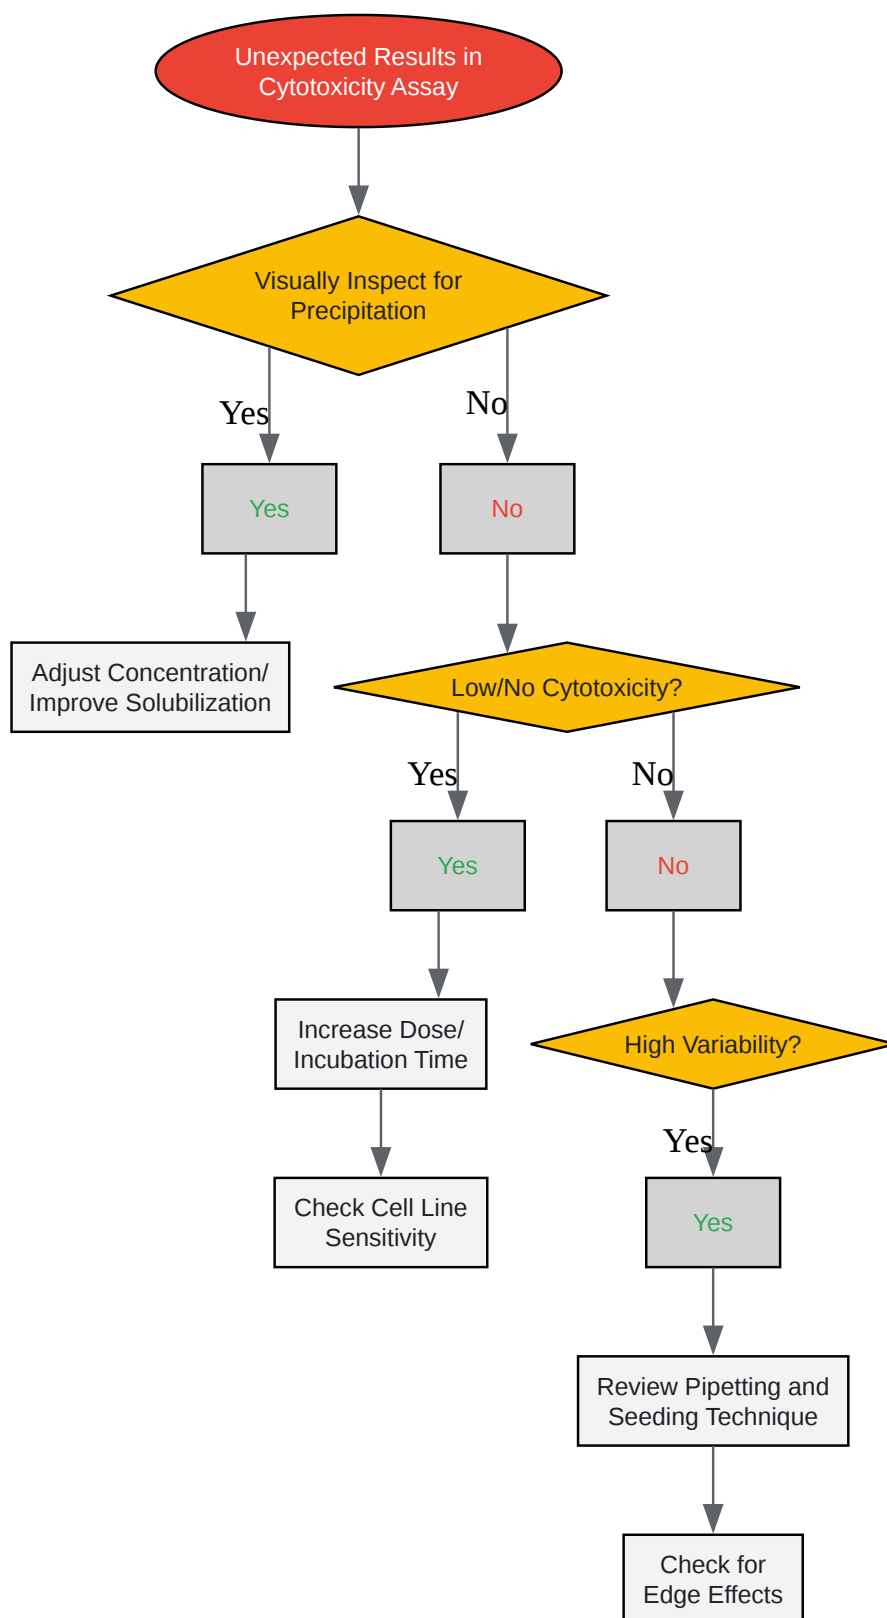 Unexpected Results in
Cytotoxicity Assay
Visually Inspect for
Precipitation
Yes
No
Yes
No
Adjust Concentration/
Improve Solubilization
Low/No Cytotoxicity?
Yes
No
Yes
No
Increase Dose/
Incubation Time
High Variability?
Yes
Check Cell Line
Sensitivity
Yes
Review Pipetting and
Seeding Technique
Check for
Edge Effects